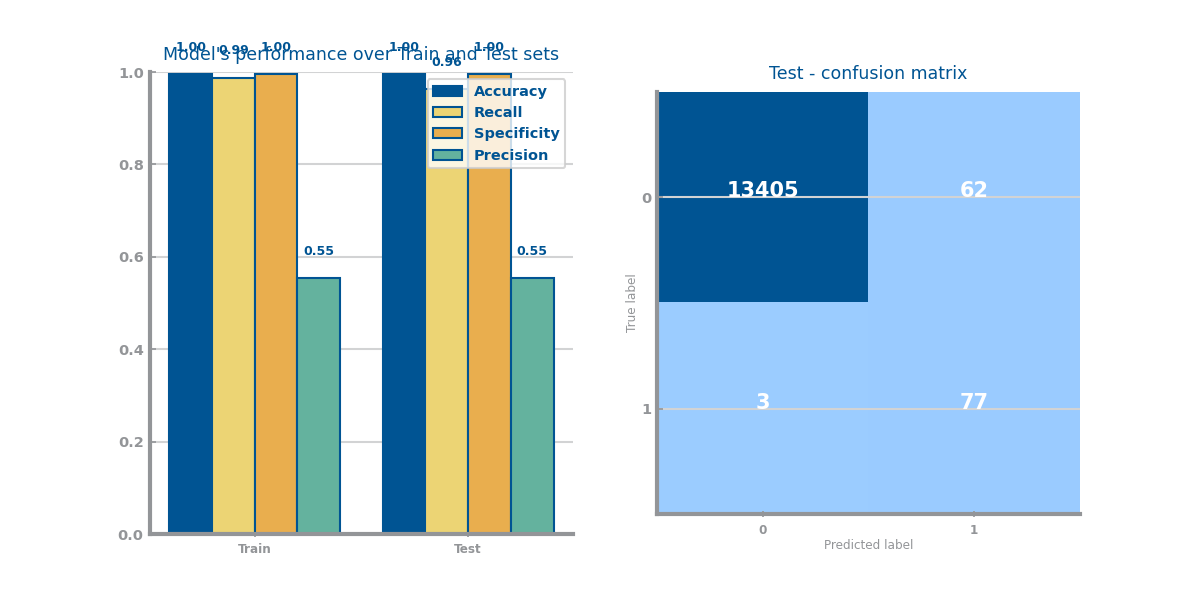 Model's performance over Train and Test sets
1.00 0.99 1.00 1.00 0.96 1.00
1.0
0.8
0.6
0.4
0.2
0.0
0.55 0.55
Accuracy
Recall
Specificity
Precision
Train Test
Test - confusion matrix
True label
0
1
13405 62
3 77
0 1
Predicted label